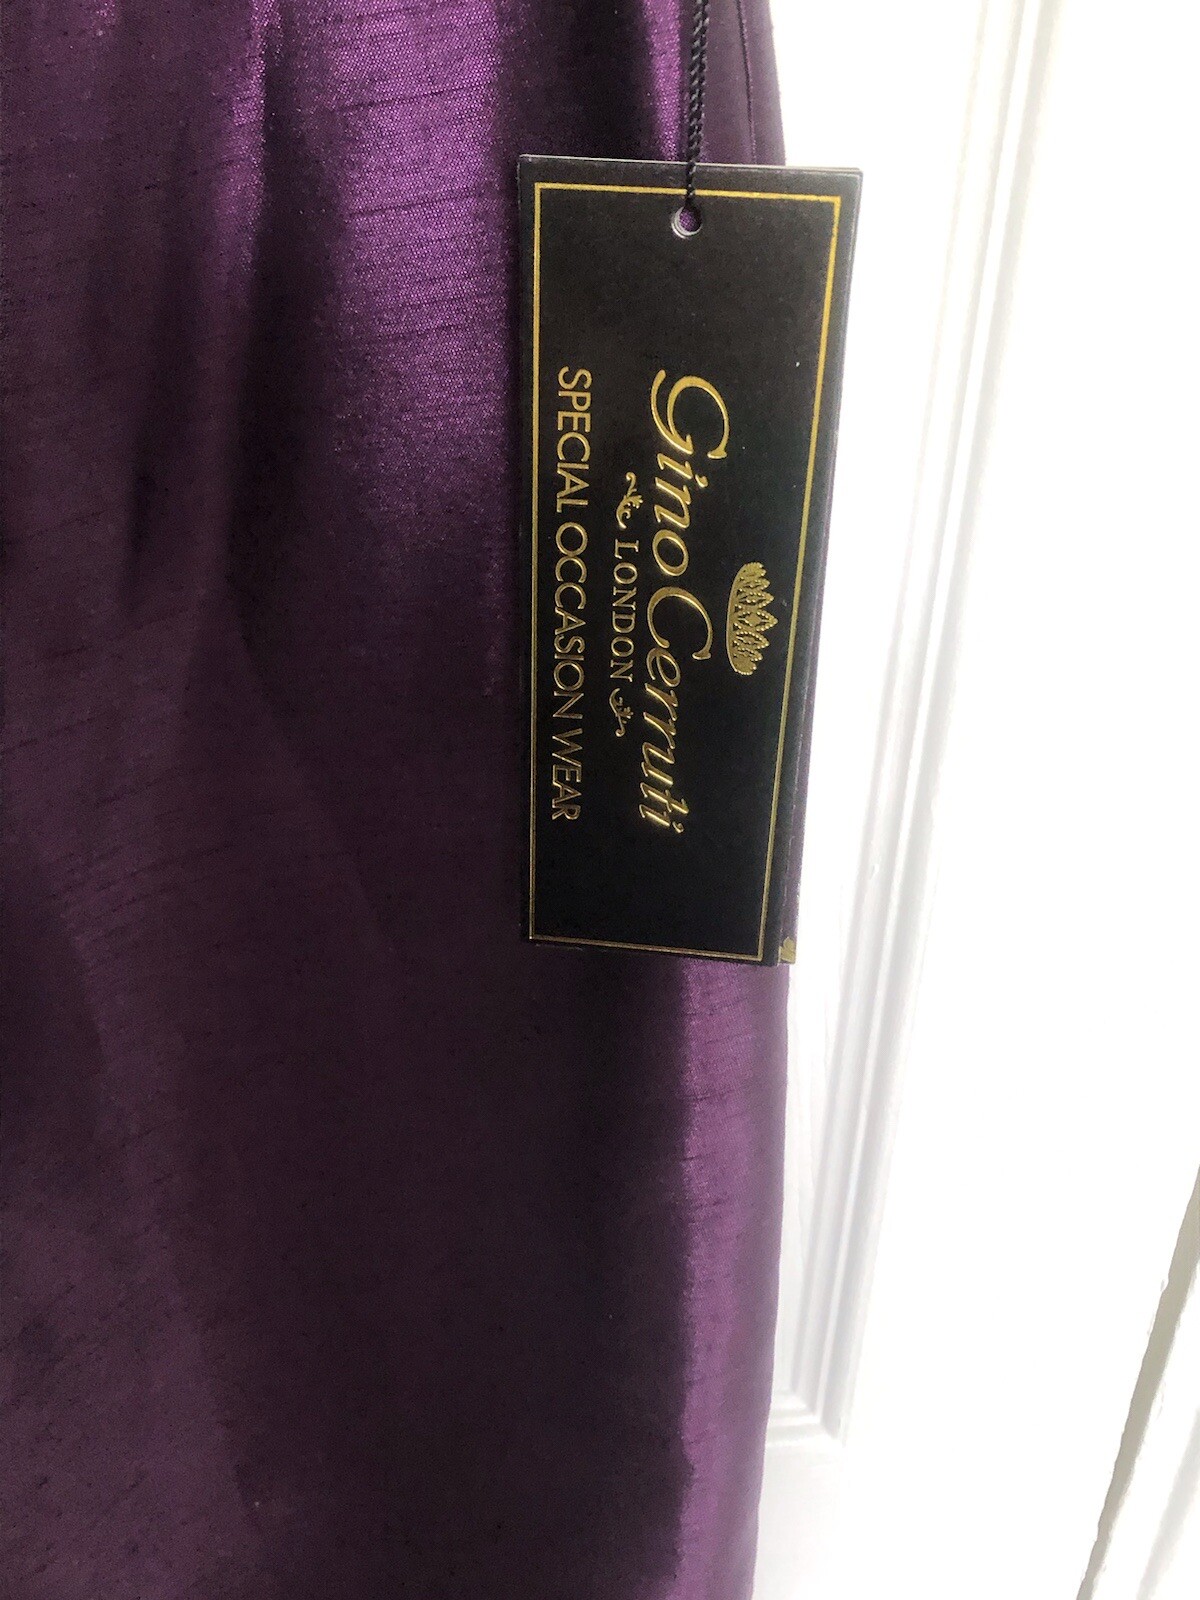 Gino Cerruti
LONDON
SPECIAL OCCASION WEAR